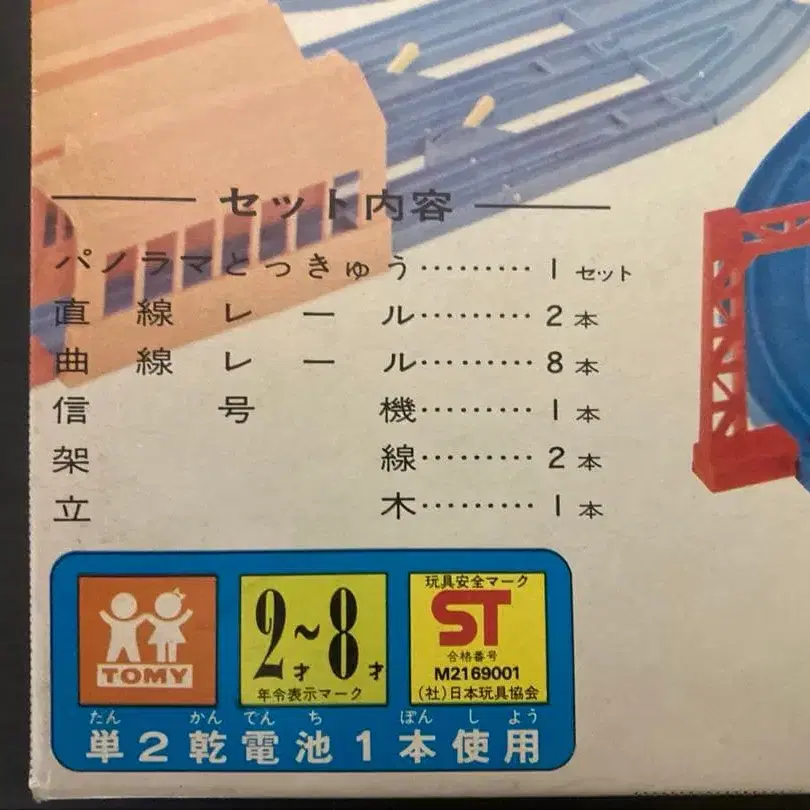 セット内容
パノラマとっきゅう………1セット
直線レール………2本
曲線レール………8本
信号機………1本
架線………2本
立木………1本
TOMY
2才~8才
年令表示マーク
玩具安全マーク
ST
合格番号
M2169001
(社)日本玩具協会
たん かん でん ち ぽん し よう
単2乾電池1本使用